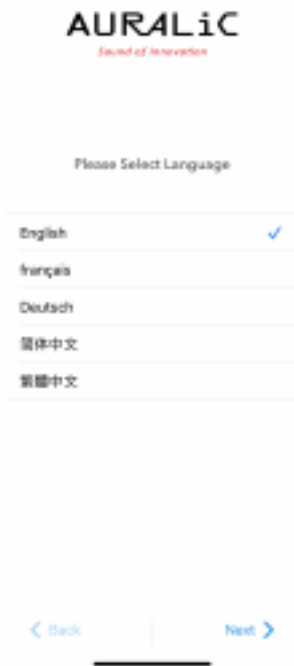 AURALiC
Sound of Innovation
Please Select Language
English
français
Deutsch
简体中文
繁體中文
Back
Next